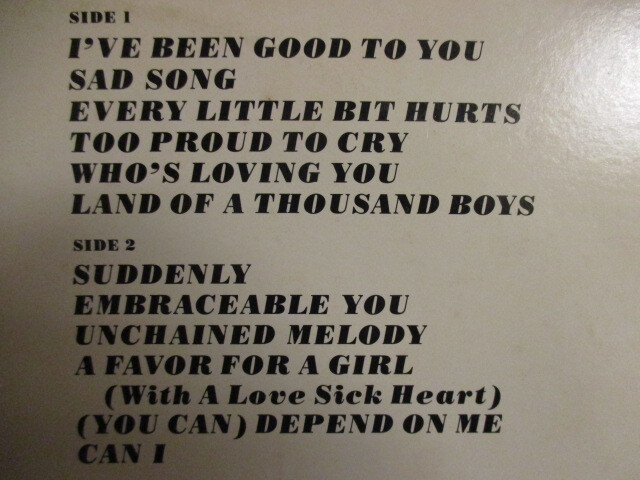 SIDE 1
I'VE BEEN GOOD TO YOU
SAD SONG
EVERY LITTLE BIT HURTS
TOO PROUD TO CRY
WHO'S LOVING YOU
LAND OF A THOUSAND BOYS
SIDE 2
SUDDENLY
EMBRACEABLE YOU
UNCHAINED MELODY
A FAVOR FOR A GIRL
(With A Love Sick Heart)
(YOU CAN) DEPEND ON ME
CAN I